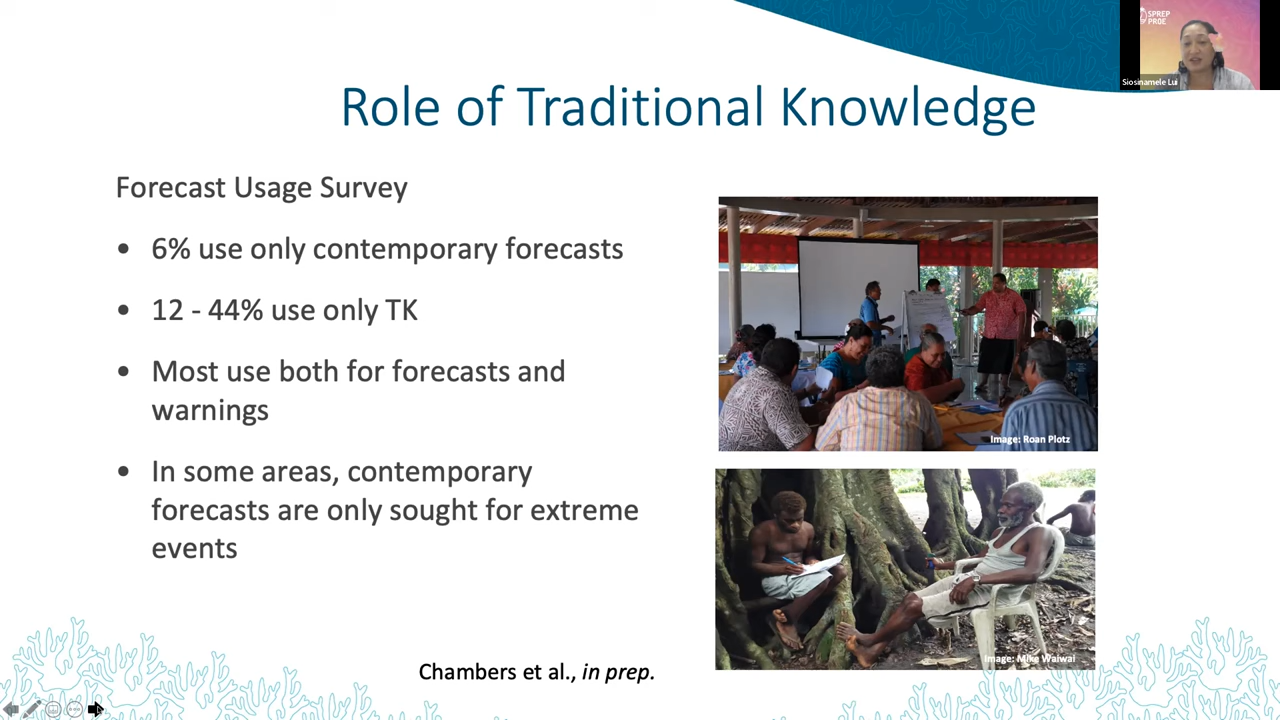 SPREP
PROE
Siosinamele Lui
Role of Traditional Knowledge
Forecast Usage Survey
• 6% use only contemporary forecasts
• 12 - 44% use only TK
• Most use both for forecasts and
warnings
• In some areas, contemporary
forecasts are only sought for extreme
events
Image: Roan Plotz
Image: Mike Waiwai
Chambers et al., in prep.